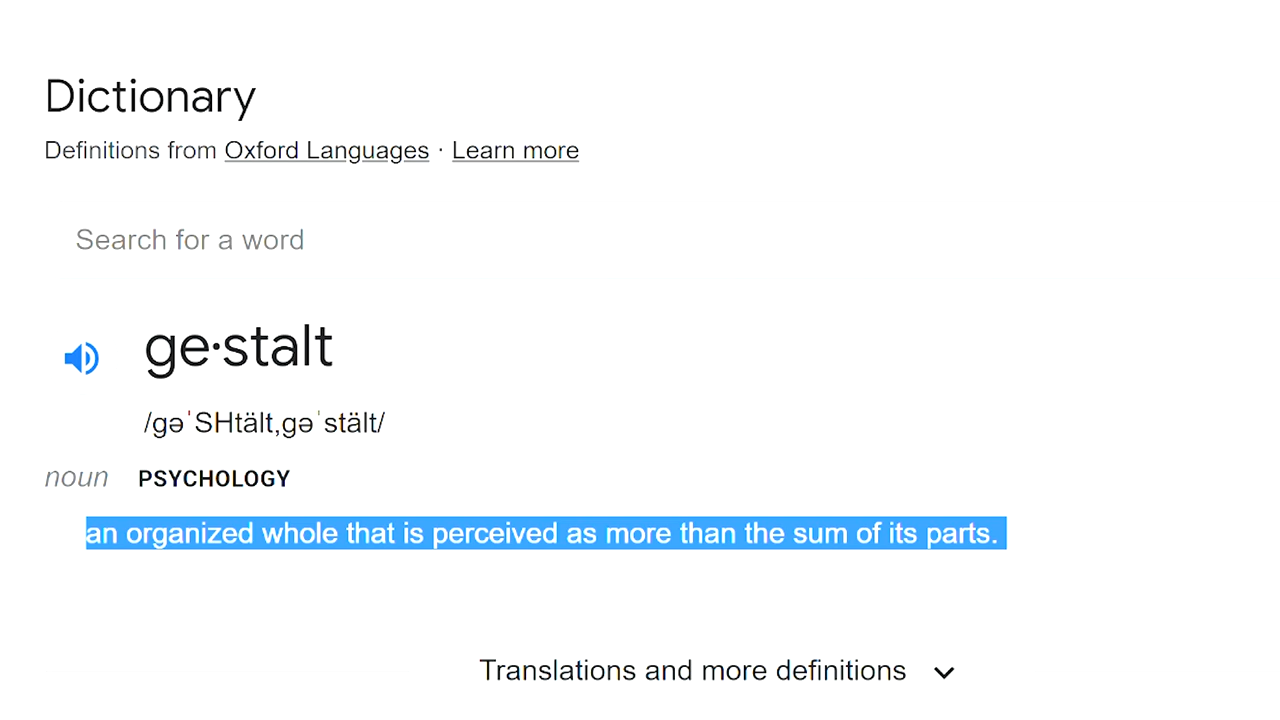 Dictionary
Definitions from Oxford Languages · Learn more
Search for a word
ge·stalt
/ɡəˈSHtält,ɡəˈstält/
noun PSYCHOLOGY
an organized whole that is perceived as more than the sum of its parts.
Translations and more definitions